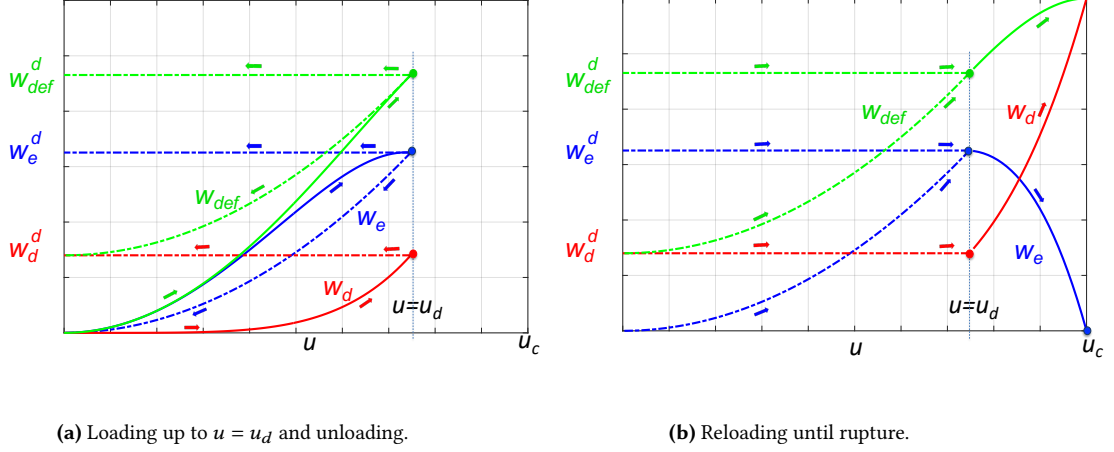 w_def^d
w_e^d
w_d^d
w_def
w_e
w_d
u=u_d
u
u_c
w_def^d
w_e^d
w_d^d
w_def
w_d
w_e
u=u_d
u
u_c
(a) Loading up to u = u_d and unloading.
(b) Reloading until rupture.